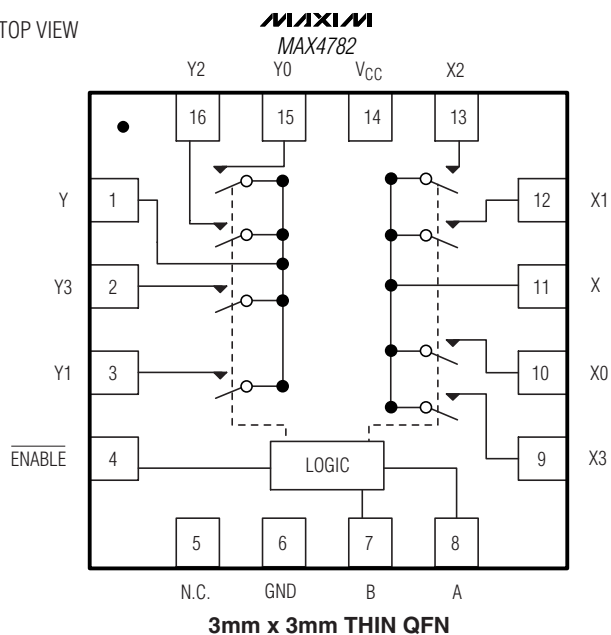 TOP VIEW
MAXIM
MAX4782
Y2 Y0 VCC X2
16 15 14 13
Y 1 12 X1
Y3 2 11 X
Y1 3 10 X0
ENABLE 4 LOGIC 9 X3
5 6 7 8
N.C. GND B A
3mm x 3mm THIN QFN